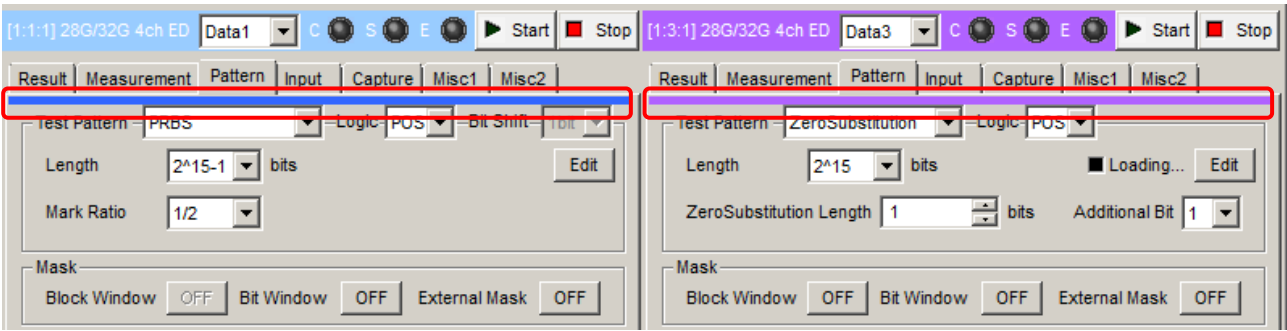 [1:1:1] 28G/32G 4ch ED Data1 C S E Start Stop
Result Measurement Pattern Input Capture Misc1 Misc2
Test Pattern PRBS Logic POS Bit Shift 1bit
Length 2^15-1 bits Edit
Mark Ratio 1/2
Mask
Block Window OFF Bit Window OFF External Mask OFF
[1:3:1] 28G/32G 4ch ED Data3 C S E Start Stop
Result Measurement Pattern Input Capture Misc1 Misc2
Test Pattern ZeroSubstitution Logic POS
Length 2^15 bits Loading... Edit
ZeroSubstitution Length 1 bits Additional Bit 1
Mask
Block Window OFF Bit Window OFF External Mask OFF